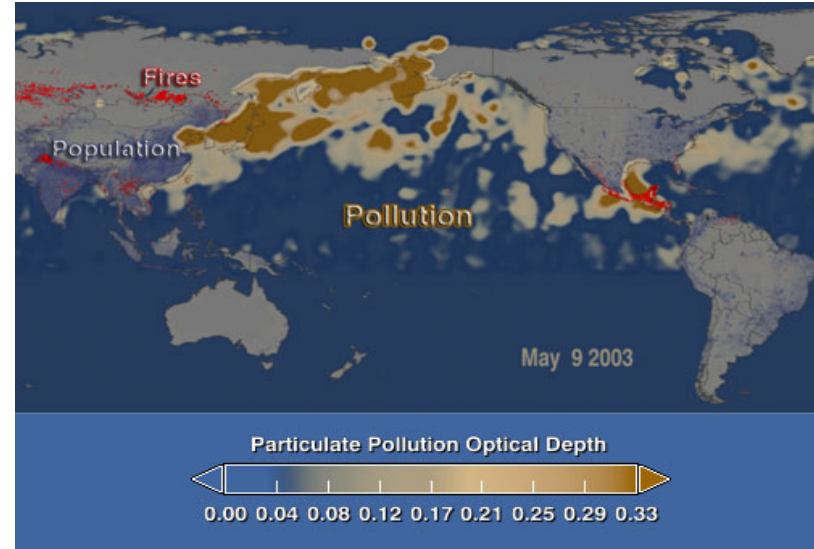 Fires
Population
Pollution
May 9 2003
Particulate Pollution Optical Depth
0.00 0.04 0.08 0.12 0.17 0.21 0.25 0.29 0.33